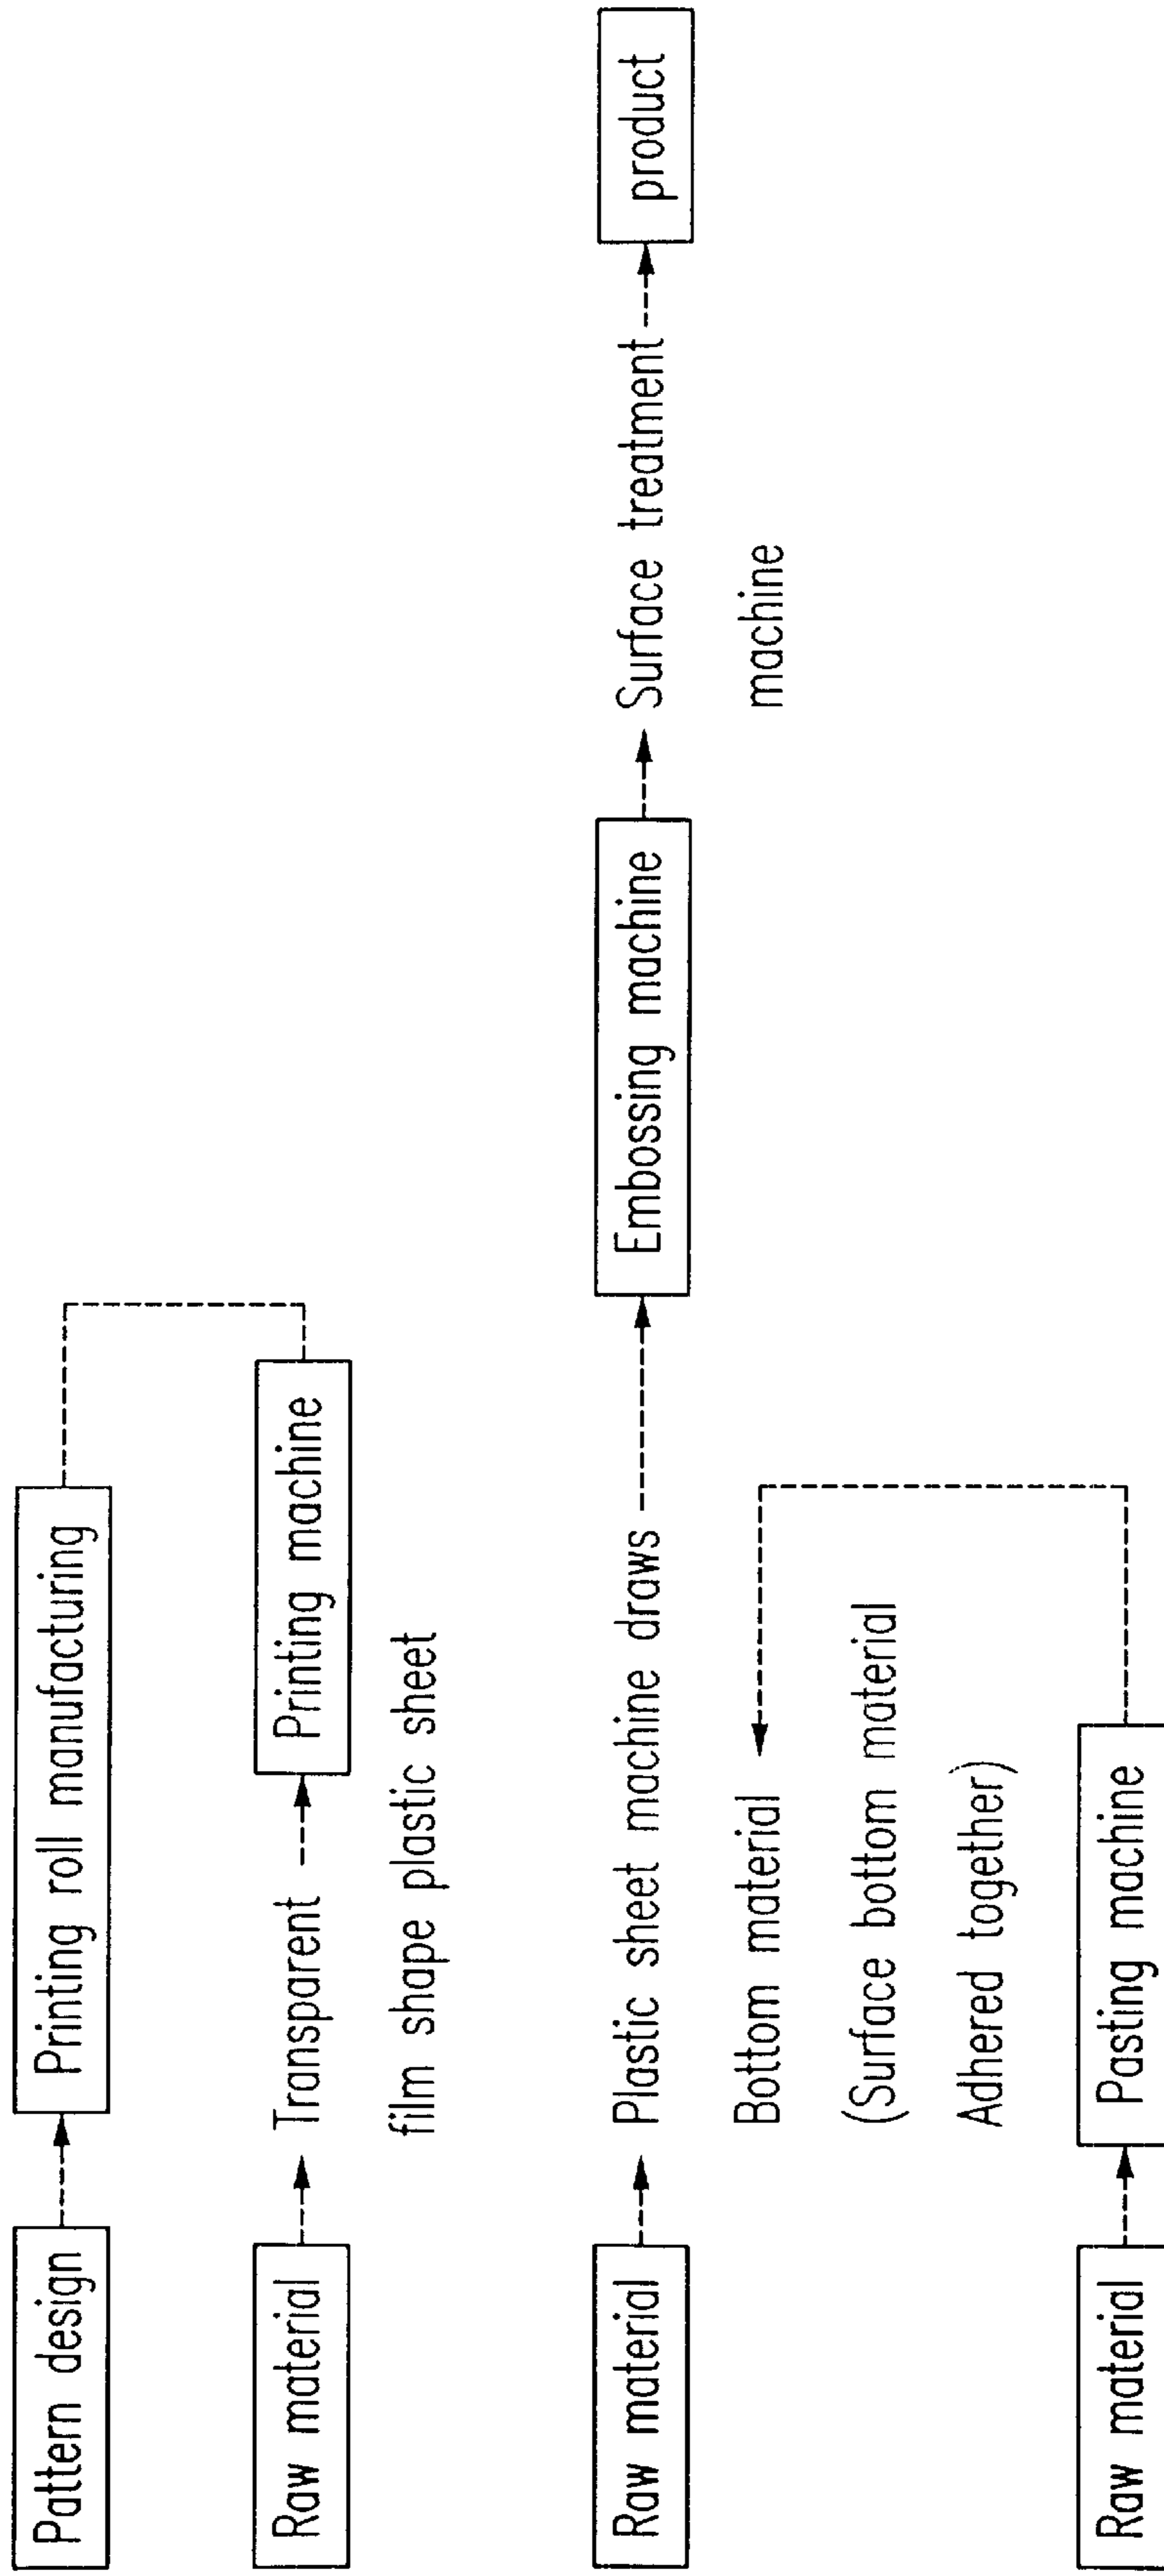 Pattern design
Printing roll manufacturing
Raw material
Transparent
film shape plastic sheet
Printing machine
Raw material
Plastic sheet machine draws
Bottom material
(Surface bottom material
Adhered together)
Embossing machine
Surface treatment
machine
product
Raw material
Pasting machine